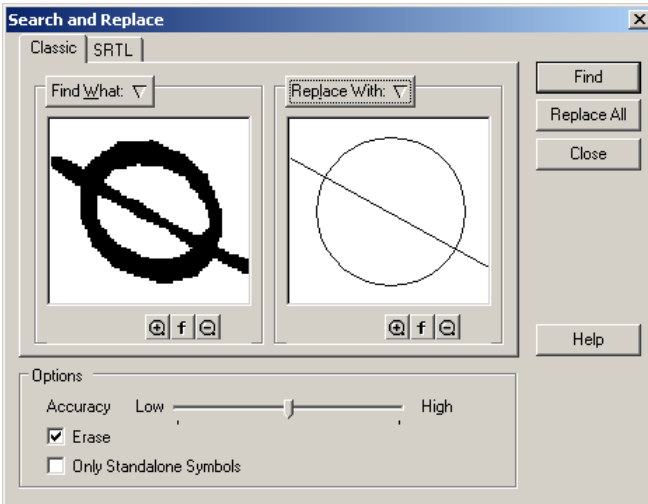 Search and Replace
Classic SRTL
Find What:
Replace With:
Find
Replace All
Close
f
f
Help
Options
Accuracy Low High
Erase
Only Standalone Symbols